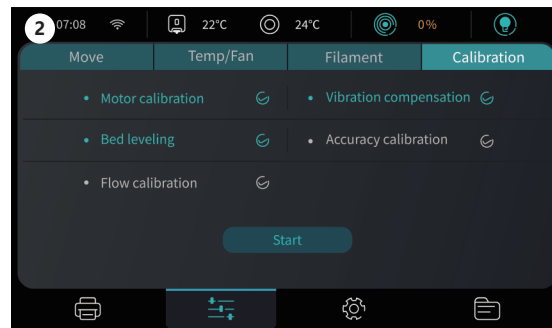 2 07:08 0 22°C 24°C 0%
Move Temp/Fan Filament Calibration
• Motor calibration • Vibration compensation
• Bed leveling • Accuracy calibration
• Flow calibration
Start